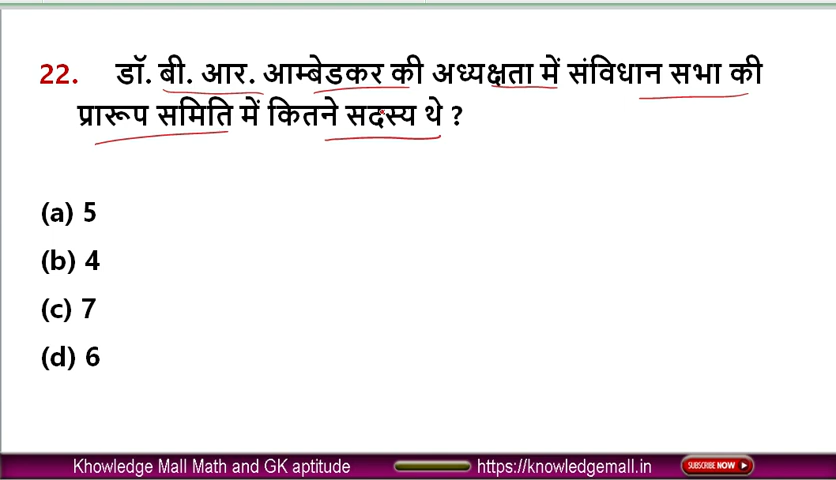 22. डॉ. बी. आर. आम्बेडकर की अध्यक्षता में संविधान सभा की
प्रारूप समिति में कितने सदस्य थे ?
(a) 5
(b) 4
(c) 7
(d) 6
Khowledge Mall Math and GK aptitude https://knowledgemall.in SUBSCRIBE NOW